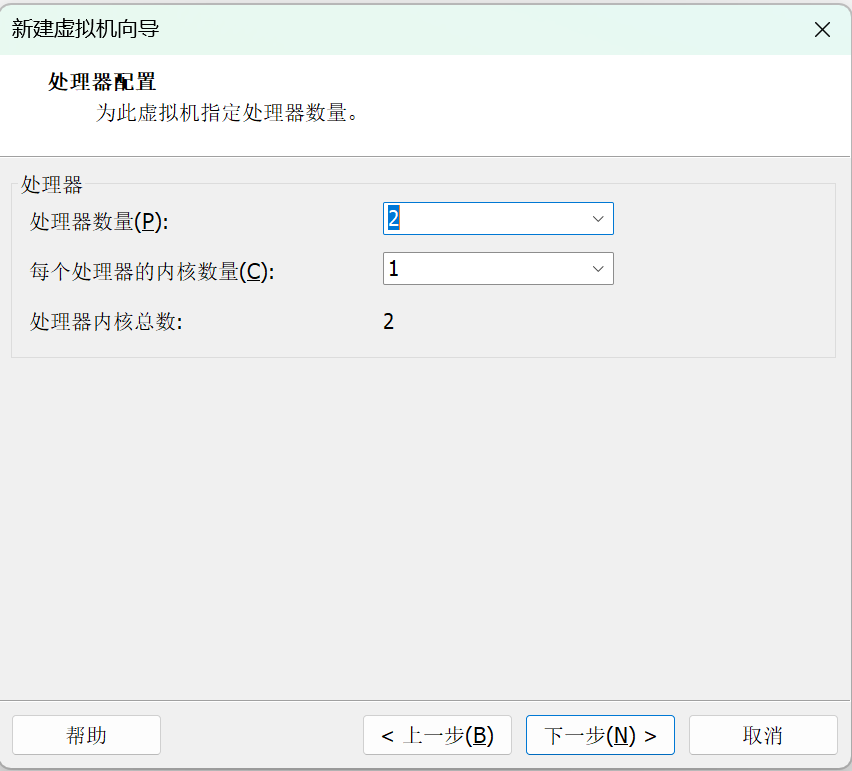 新建虚拟机向导
处理器配置
为此虚拟机指定处理器数量。
处理器
处理器数量(P): 2
每个处理器的内核数量(C): 1
处理器内核总数: 2
帮助 < 上一步(B) 下一步(N) > 取消